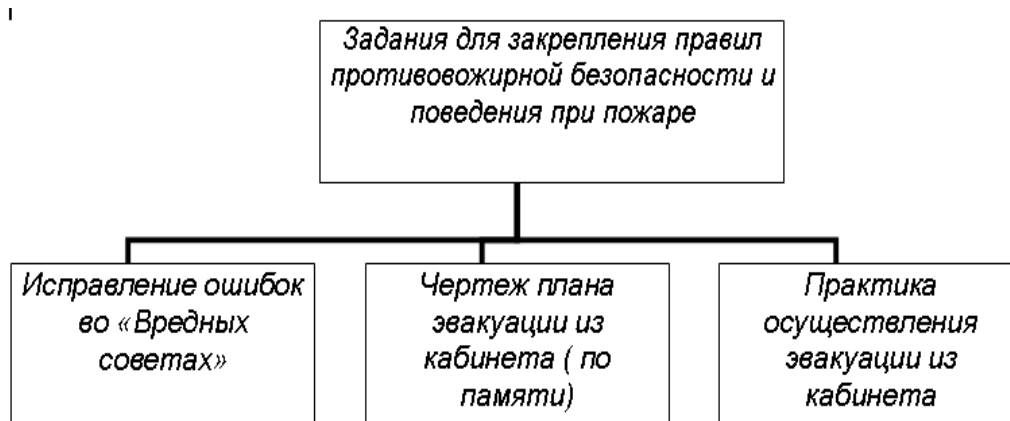 Задания для закрепления правил
противовожирной безопасности и
поведения при пожаре
Исправление ошибок
во «Вредных
советах»
Чертеж плана
эвакуации из
кабинета ( по
памяти)
Практика
осуществления
эвакуации из
кабинета